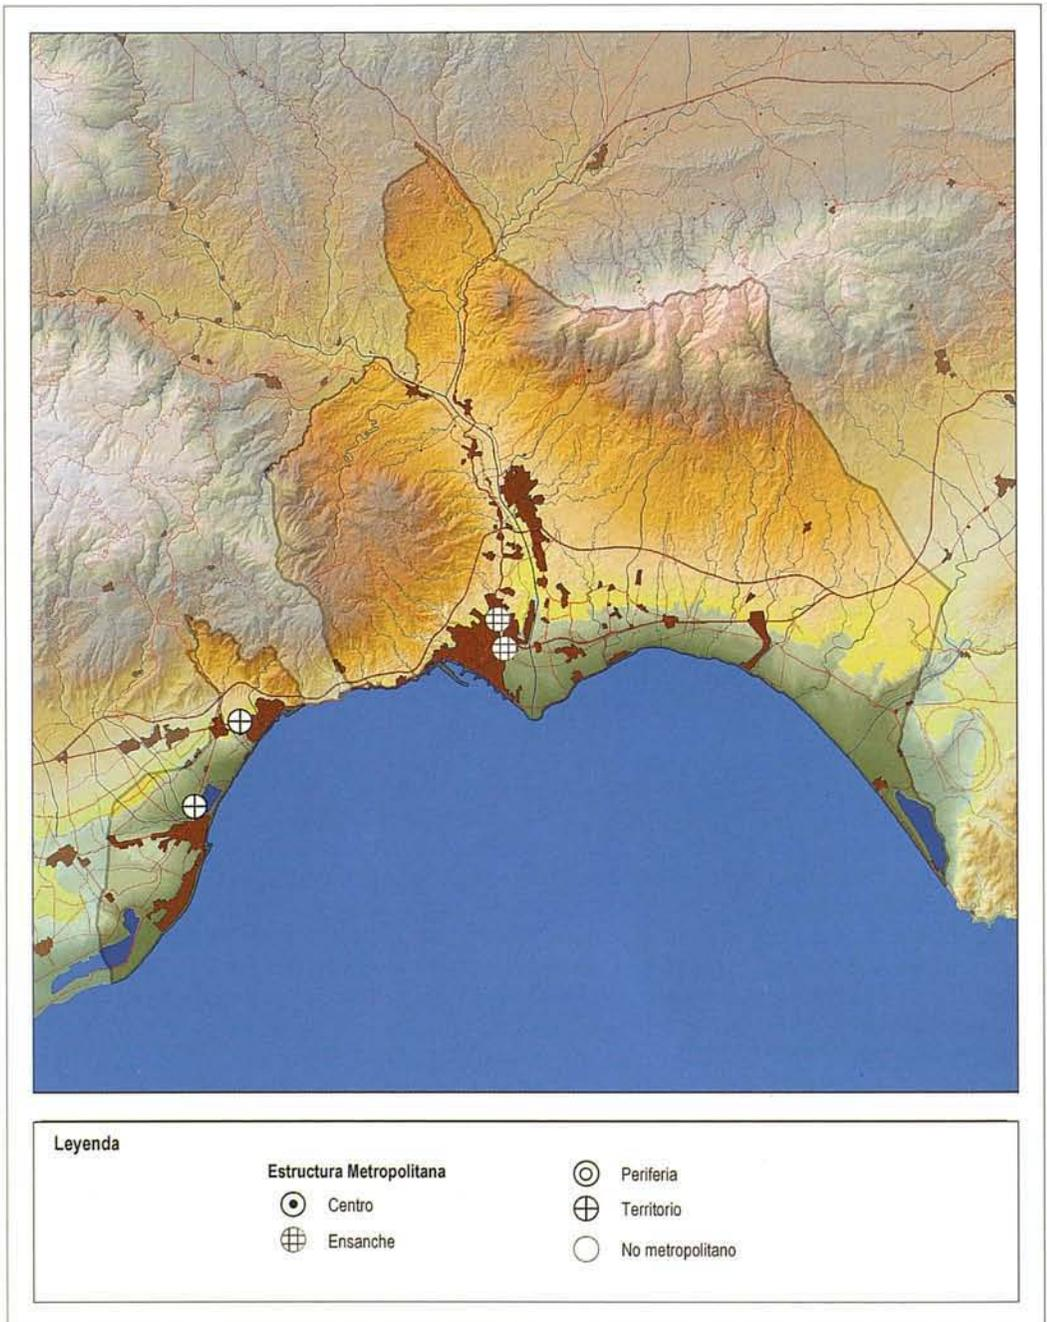 Leyenda
Estructura Metropolitana
Centro
Ensanche
Periferia
Territorio
No metropolitano